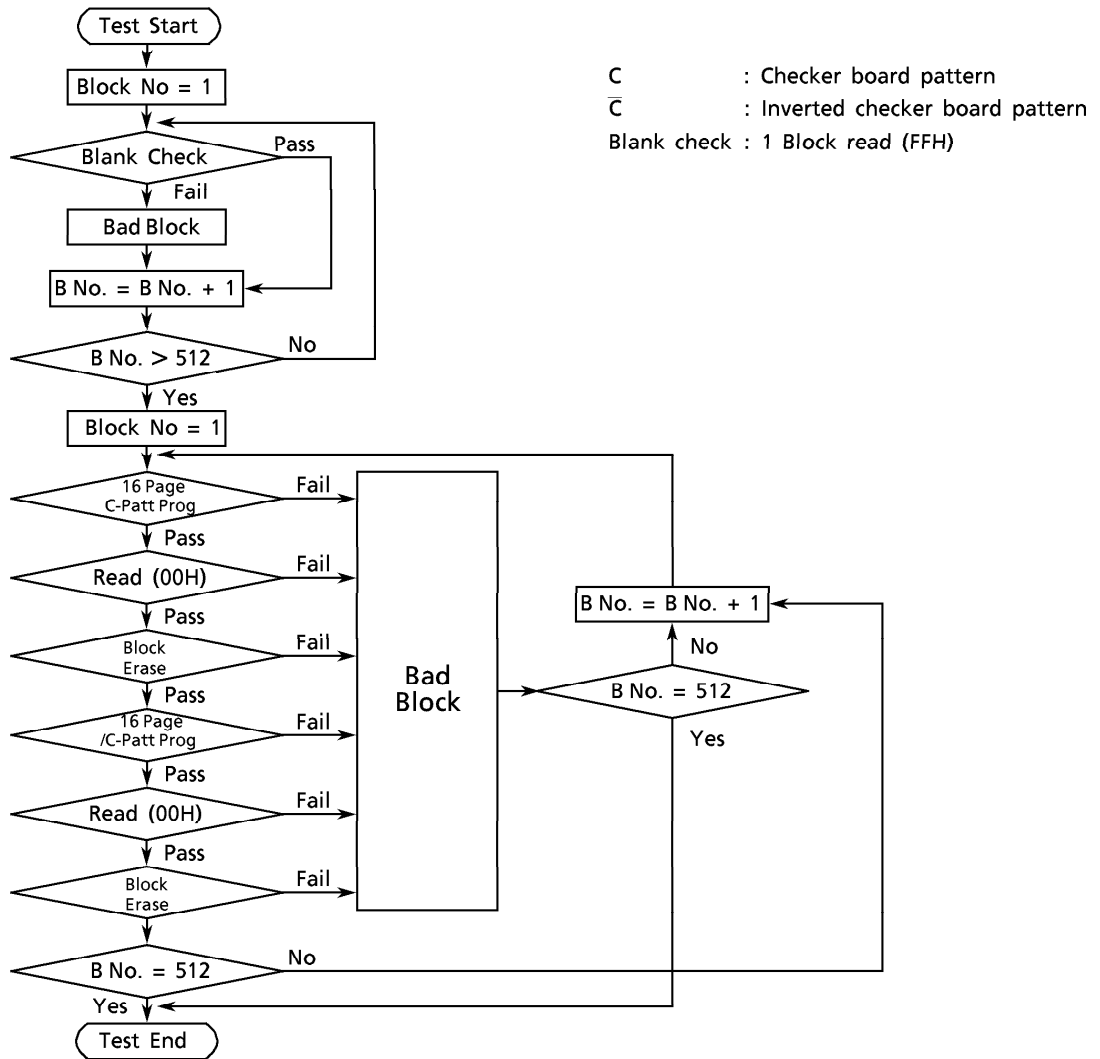 Test Start
Block No = 1
C : Checker board pattern
C̅ : Inverted checker board pattern
Blank check : 1 Block read (FFH)
Blank Check
Pass
Fail
Bad Block
B No. = B No. + 1
B No. > 512
No
Yes
Block No = 1
16 Page
C-Patt Prog
Fail
Pass
Read (00H)
Fail
Pass
Block
Erase
Fail
Pass
16 Page
/C-Patt Prog
Fail
Pass
Read (00H)
Fail
Pass
Block
Erase
Fail
Bad
Block
B No. = B No. + 1
No
B No. = 512
Yes
B No. = 512
No
Yes
Test End